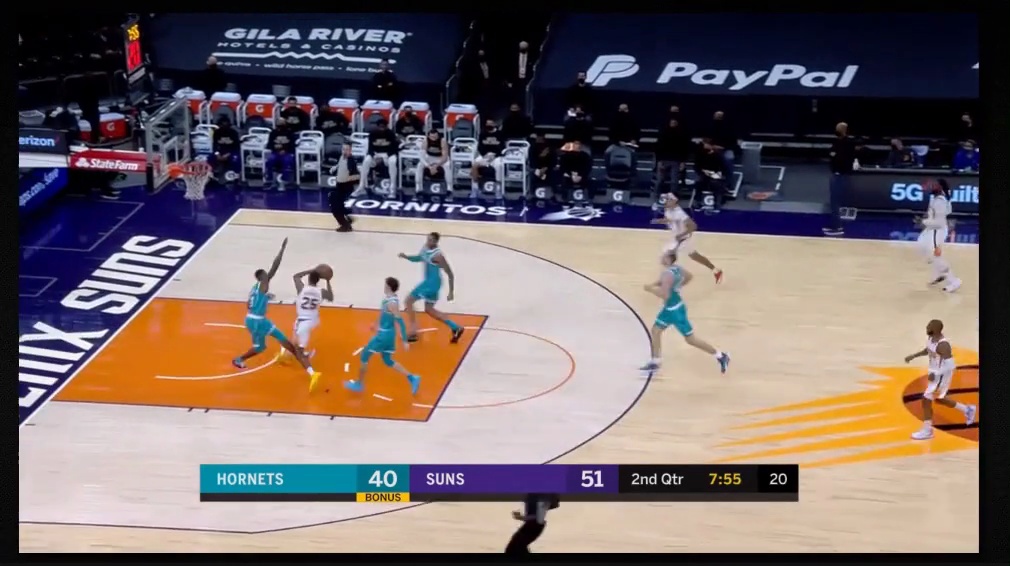 GILA RIVER
HOTELS & CASINOS
PayPal
erizon
StateFarm
HORNITOS
5G
SUNS
25
HORNETS 40 SUNS 51 2nd Qtr 7:55 20
BONUS